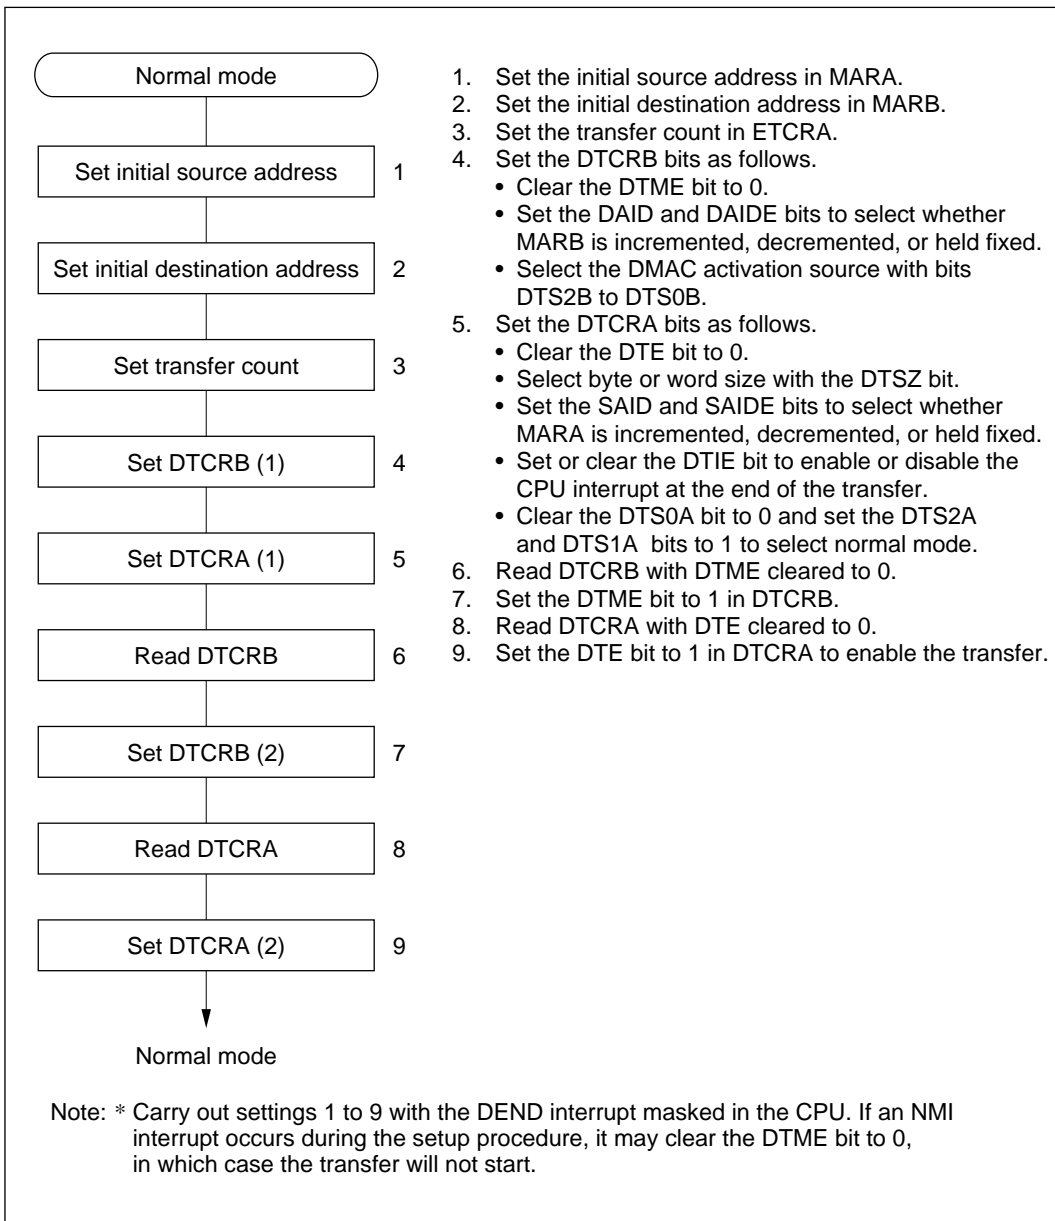 Normal mode
Set initial source address 1
Set initial destination address 2
Set transfer count 3
Set DTCRB (1) 4
Set DTCRA (1) 5
Read DTCRB 6
Set DTCRB (2) 7
Read DTCRA 8
Set DTCRA (2) 9
Normal mode
1. Set the initial source address in MARA.
2. Set the initial destination address in MARB.
3. Set the transfer count in ETCRA.
4. Set the DTCRB bits as follows.
• Clear the DTME bit to 0.
• Set the DAID and DAIDE bits to select whether
MARB is incremented, decremented, or held fixed.
• Select the DMAC activation source with bits
DTS2B to DTS0B.
5. Set the DTCRA bits as follows.
• Clear the DTE bit to 0.
• Select byte or word size with the DTSZ bit.
• Set the SAID and SAIDE bits to select whether
MARA is incremented, decremented, or held fixed.
• Set or clear the DTIE bit to enable or disable the
CPU interrupt at the end of the transfer.
• Clear the DTS0A bit to 0 and set the DTS2A
and DTS1A bits to 1 to select normal mode.
6. Read DTCRB with DTME cleared to 0.
7. Set the DTME bit to 1 in DTCRB.
8. Read DTCRA with DTE cleared to 0.
9. Set the DTE bit to 1 in DTCRA to enable the transfer.
Note: * Carry out settings 1 to 9 with the DEND interrupt masked in the CPU. If an NMI
interrupt occurs during the setup procedure, it may clear the DTME bit to 0,
in which case the transfer will not start.